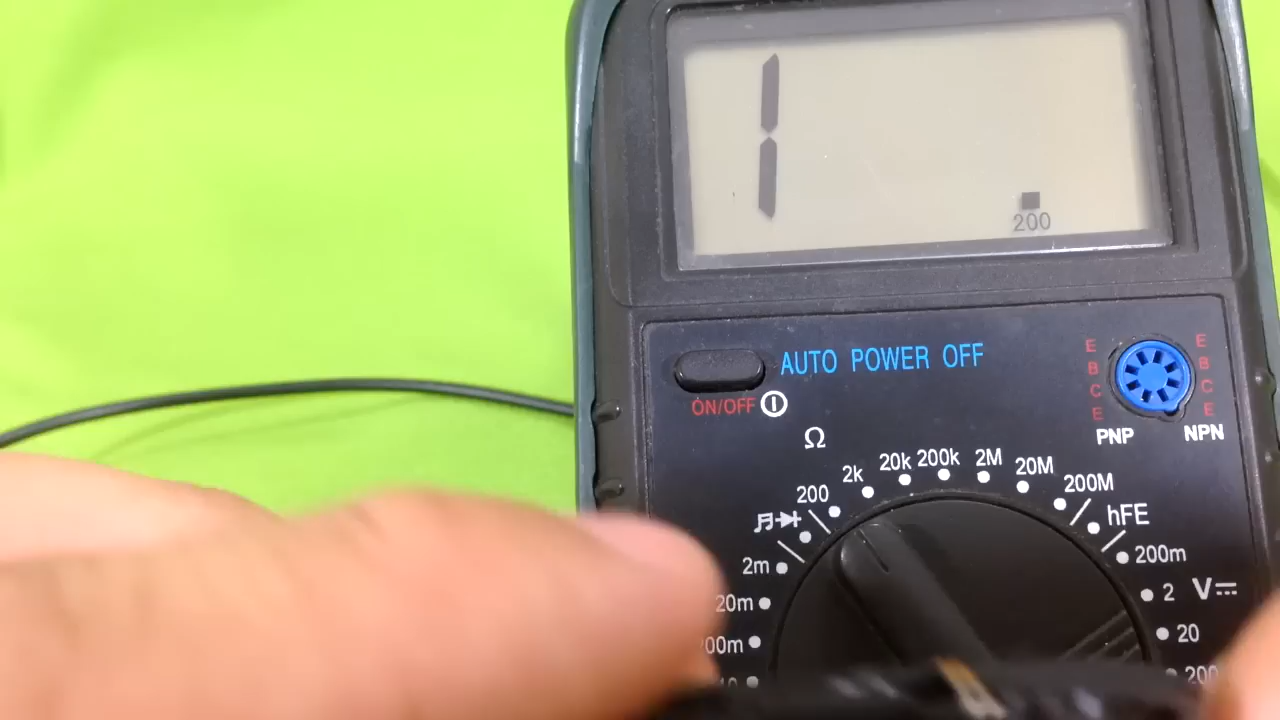 1
200
AUTO POWER OFF
ON/OFF
E
B
C
E
PNP
E
B
C
E
NPN
Ω
200
2k
20k
200k
2M
20M
200M
hFE
2m
20m
200m
2
20
V